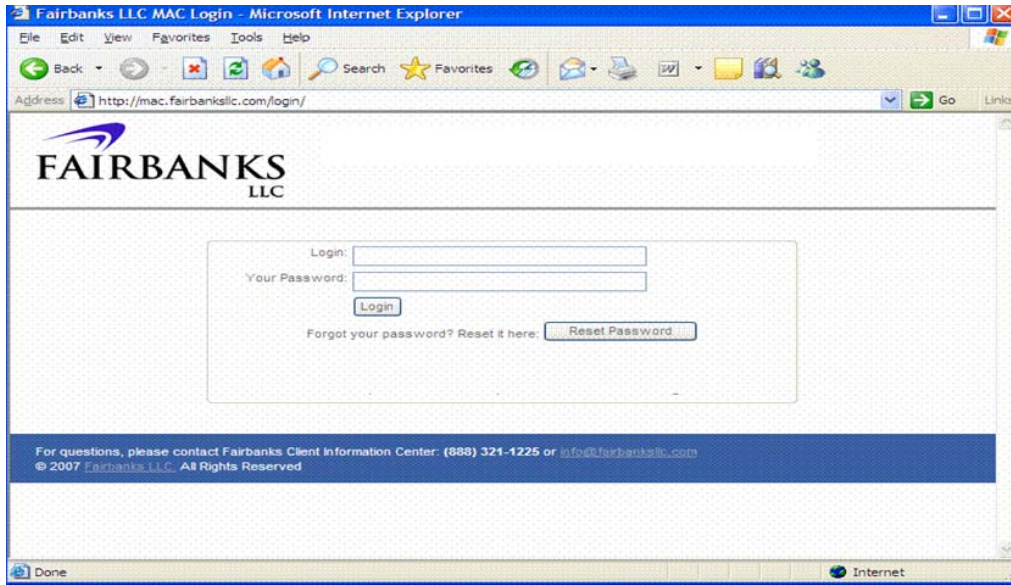 Fairbanks LLC MAC Login - Microsoft Internet Explorer
File Edit View Favorites Tools Help
Back Search Favorites
Address http://mac.fairbanksllc.com/login/ Go Links
FAIRBANKS
LLC
Login:
Your Password:
Login
Forgot your password? Reset it here: Reset Password
For questions, please contact Fairbanks Client Information Center: (888) 321-1225 or info@fairbanksllc.com
© 2007 Fairbanks LLC. All Rights Reserved
Done Internet